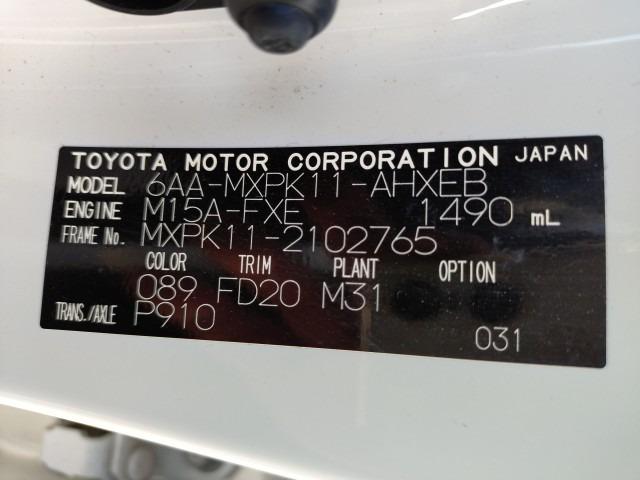 TOYOTA MOTOR CORPORATION JAPAN
MODEL 6AA-MXPK11-AHXEB
ENGINE M15A-FXE 1490 mL
FRAME No. MXPK11-2102765
COLOR TRIM PLANT OPTION
089 FD20 M31
TRANS./AXLE P910
031